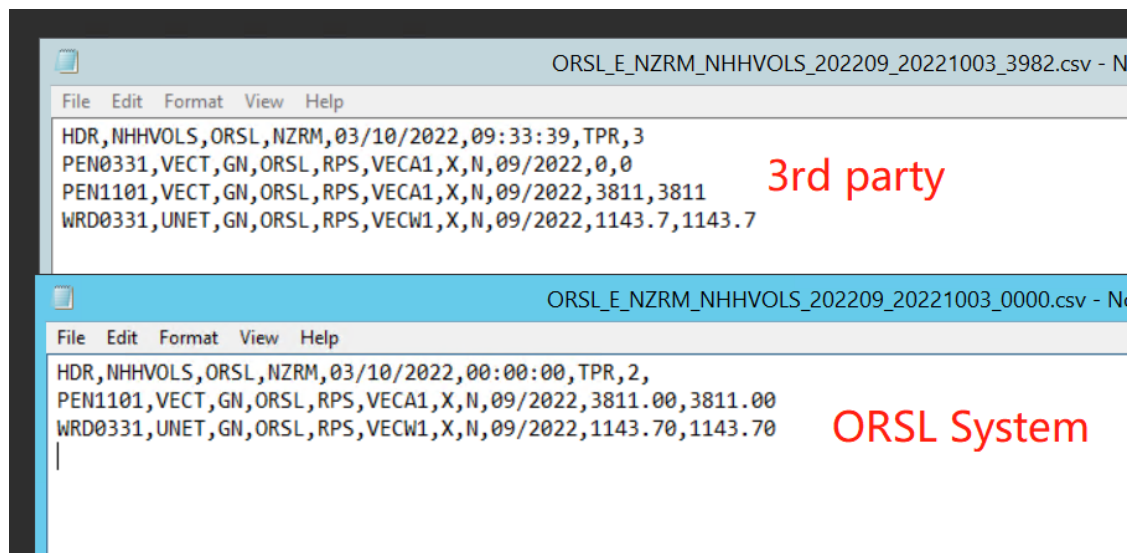 ORSL_E_NZRM_NHHVOLS_202209_20221003_3982.csv - N
File Edit Format View Help
HDR,NHHVOLS,ORSL,NZRM,03/10/2022,09:33:39,TPR,3
PEN0331,VECT,GN,ORSL,RPS,VECA1,X,N,09/2022,0,0
PEN1101,VECT,GN,ORSL,RPS,VECA1,X,N,09/2022,3811,3811
WRD0331,UNET,GN,ORSL,RPS,VECW1,X,N,09/2022,1143.7,1143.7
3rd party
ORSL_E_NZRM_NHHVOLS_202209_20221003_0000.csv - No
File Edit Format View Help
HDR,NHHVOLS,ORSL,NZRM,03/10/2022,00:00:00,TPR,2,
PEN1101,VECT,GN,ORSL,RPS,VECA1,X,N,09/2022,3811.00,3811.00
WRD0331,UNET,GN,ORSL,RPS,VECW1,X,N,09/2022,1143.70,1143.70
ORSL System